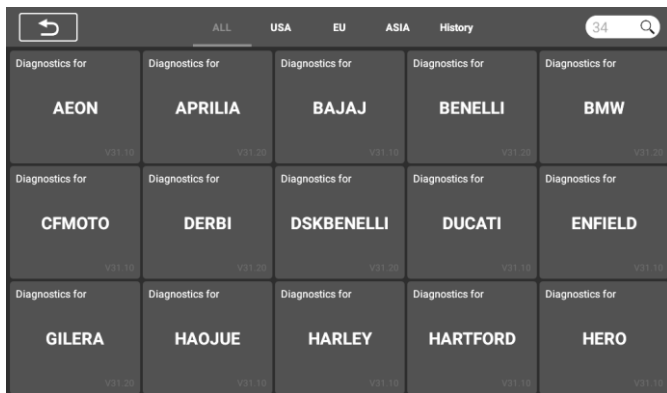 ALL USA EU ASIA History 34
Diagnostics for Diagnostics for Diagnostics for Diagnostics for Diagnostics for
AEON APRILIA BAJAJ BENELLI BMW
V31.10 V31.20 V31.10 V31.20 V31.20
Diagnostics for Diagnostics for Diagnostics for Diagnostics for Diagnostics for
CFMOTO DERBI DSKBENELLI DUCATI ENFIELD
V31.10 V31.20 V31.20 V31.10 V31.10
Diagnostics for Diagnostics for Diagnostics for Diagnostics for Diagnostics for
GILERA HAOJUE HARLEY HARTFORD HERO
V31.20 V31.10 V31.10 V31.10 V31.10